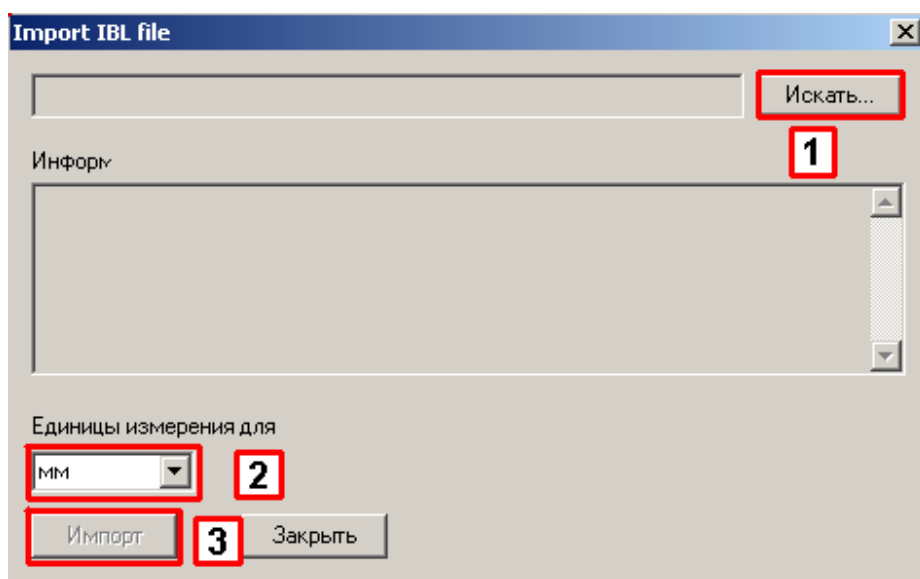 Import IBL file
Искать...
1
Информ
Единицы измерения для
мм
2
Импорт
3
Закрыть